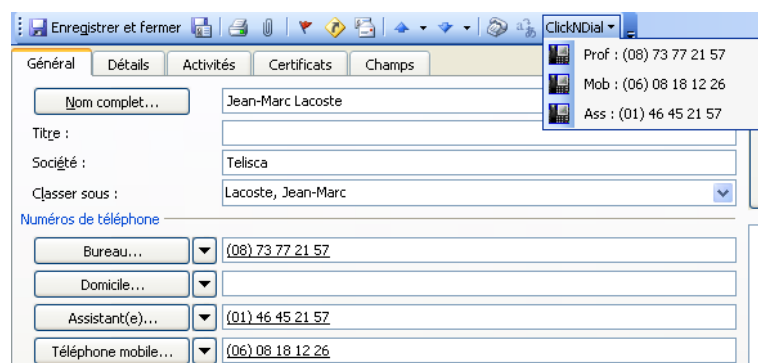 Enregistrer et fermer ClickNDial
Prof : (08) 73 77 21 57
Mob : (06) 08 18 12 26
Ass : (01) 46 45 21 57
Général Détails Activités Certificats Champs
Nom complet... Jean-Marc Lacoste
Titre :
Société : Telisca
Classer sous : Lacoste, Jean-Marc
Numéros de téléphone
Bureau... (08) 73 77 21 57
Domicile...
Assistant(e)... (01) 46 45 21 57
Téléphone mobile... (06) 08 18 12 26